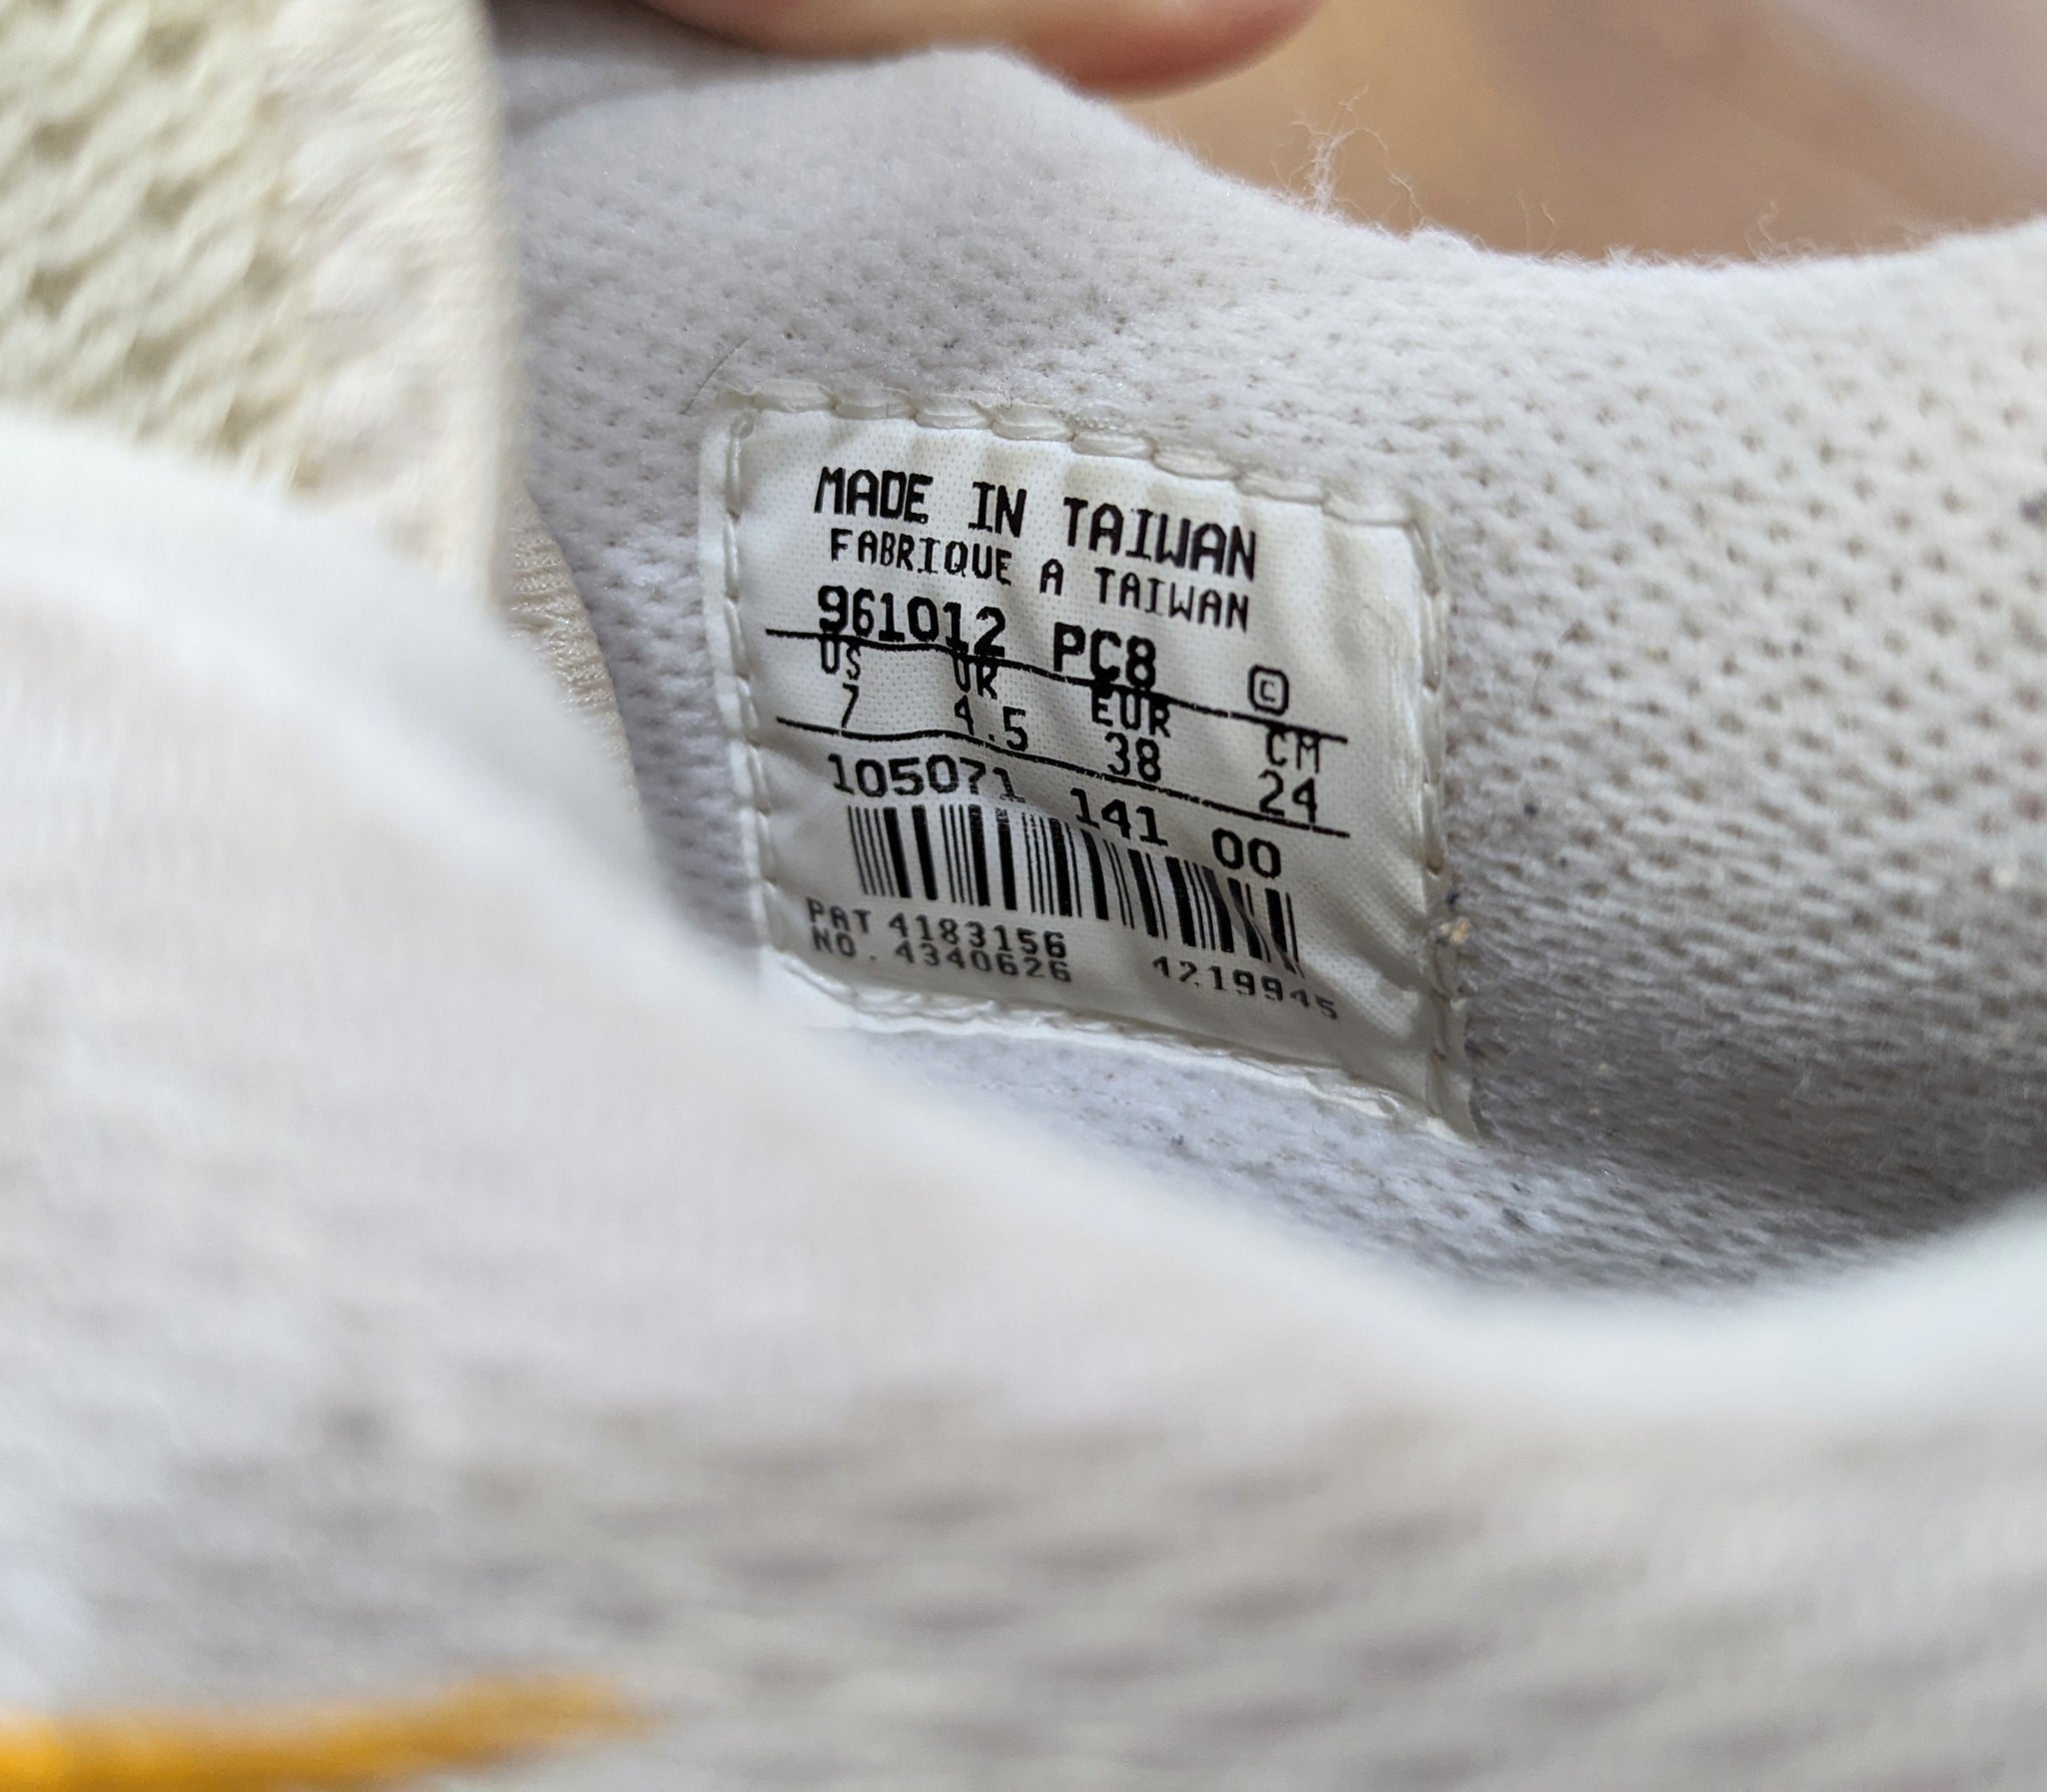 MADE IN TAIWAN
FABRIQUE A TAIWAN
961012 PC8 ©
US UK EUR CM
7 4.5 38 24
105071 141 00
PAT 4183156
NO. 4340626 4219945